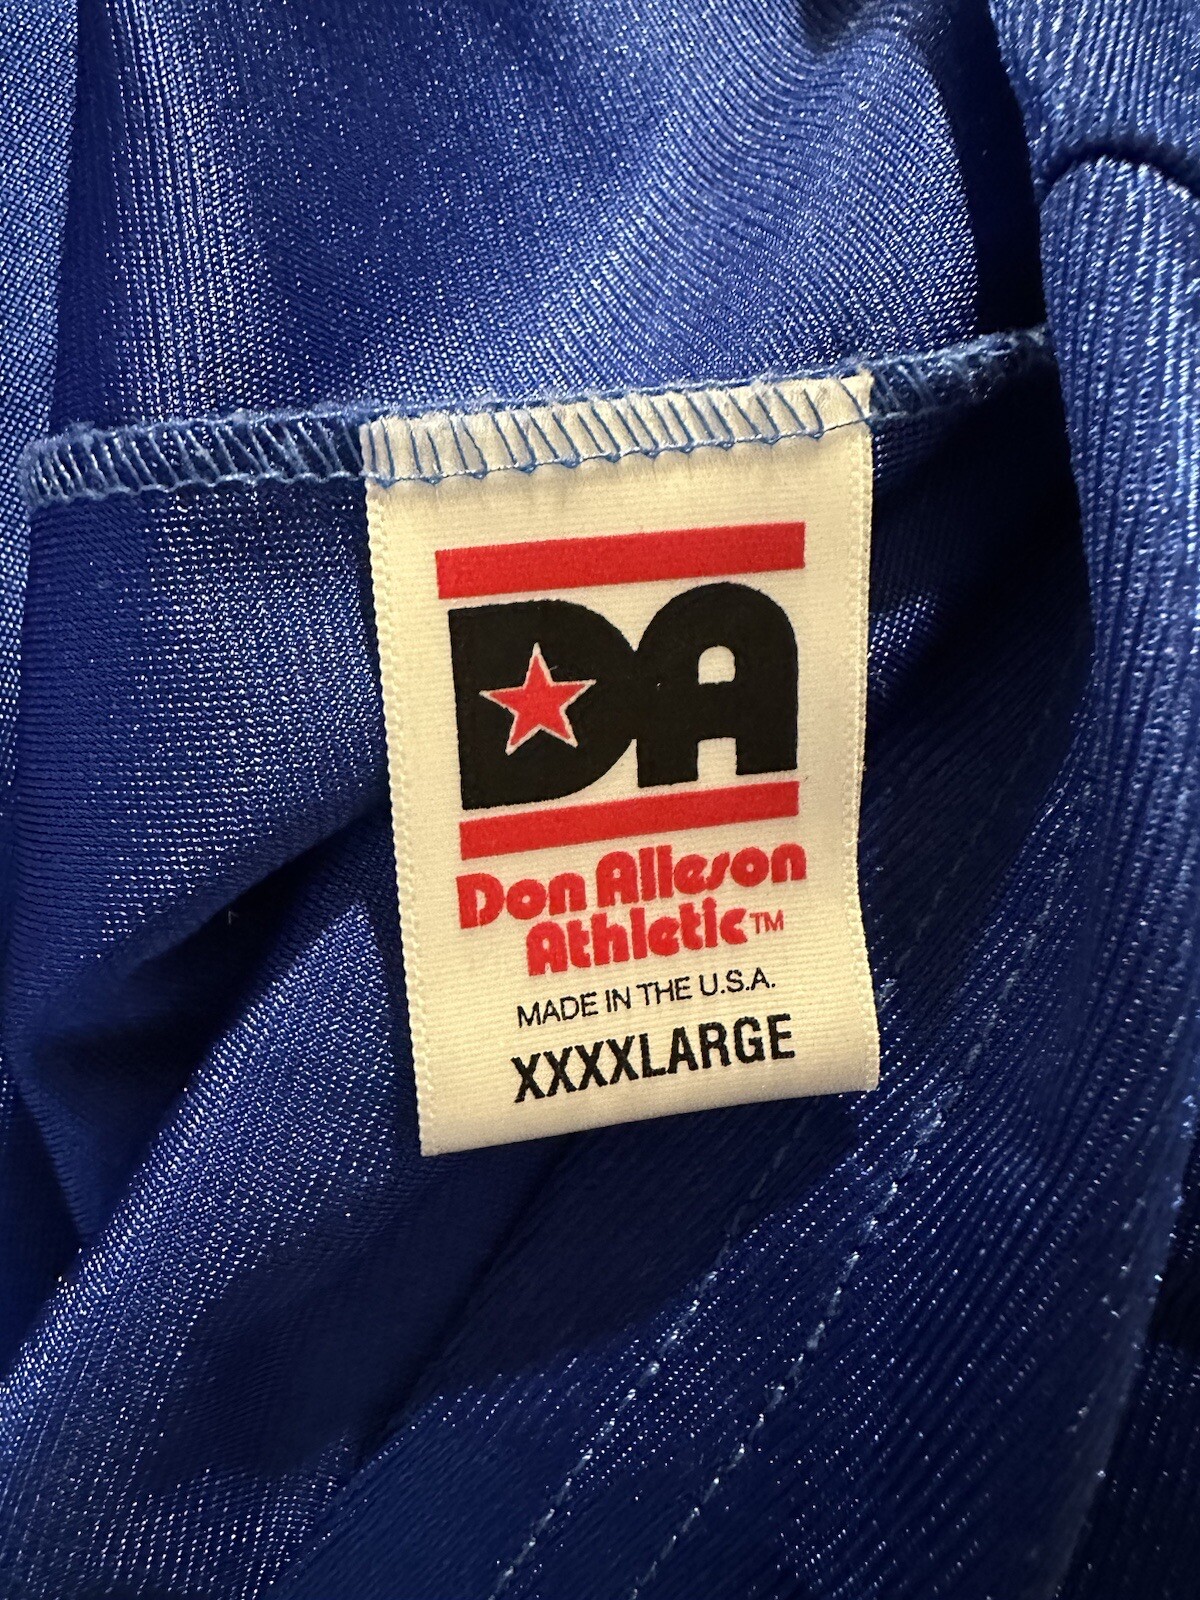 DA
Don Alleson
Athletic™
MADE IN THE U.S.A.
XXXXLARGE